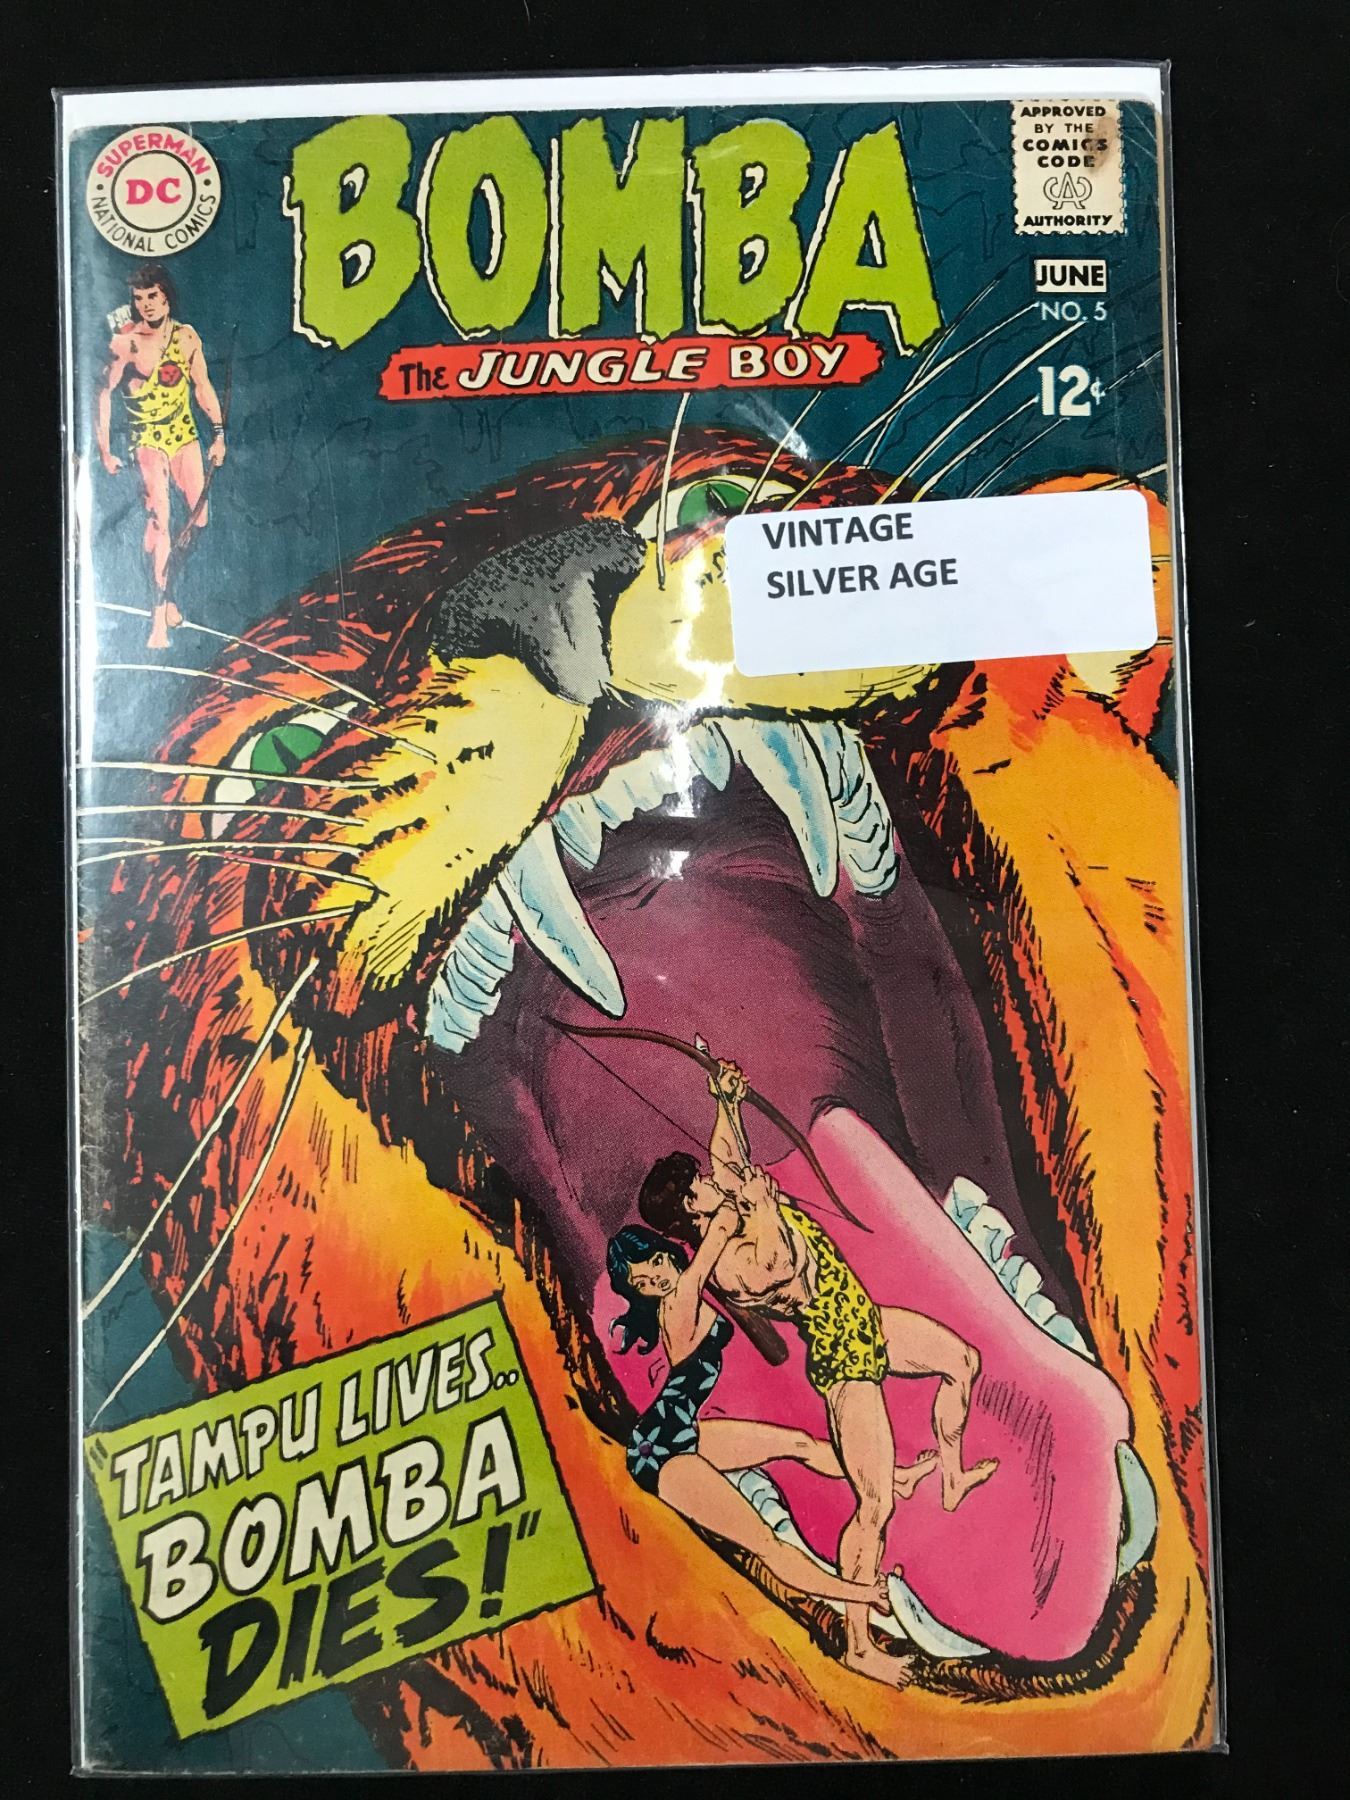 SUPERMAN
DC
NATIONAL COMICS
BOMBA
The JUNGLE BOY
APPROVED
BY THE
COMICS
CODE
CA
AUTHORITY
JUNE
NO. 5
12¢
VINTAGE
SILVER AGE
"TAMPU LIVES..
BOMBA
DIES!"